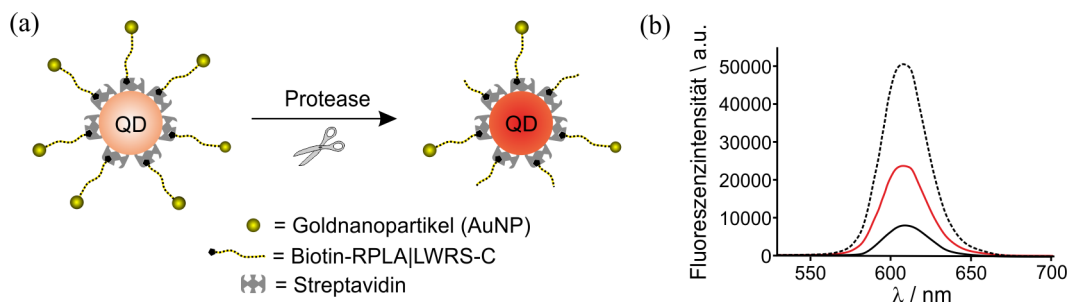 (a)
QD
Protease
QD
= Goldnanopartikel (AuNP)
= Biotin-RPLA|LWRS-C
= Streptavidin
(b)
Fluoreszenzintensität \ a.u.
50000
40000
30000
20000
10000
0
550
600
650
700
λ / nm